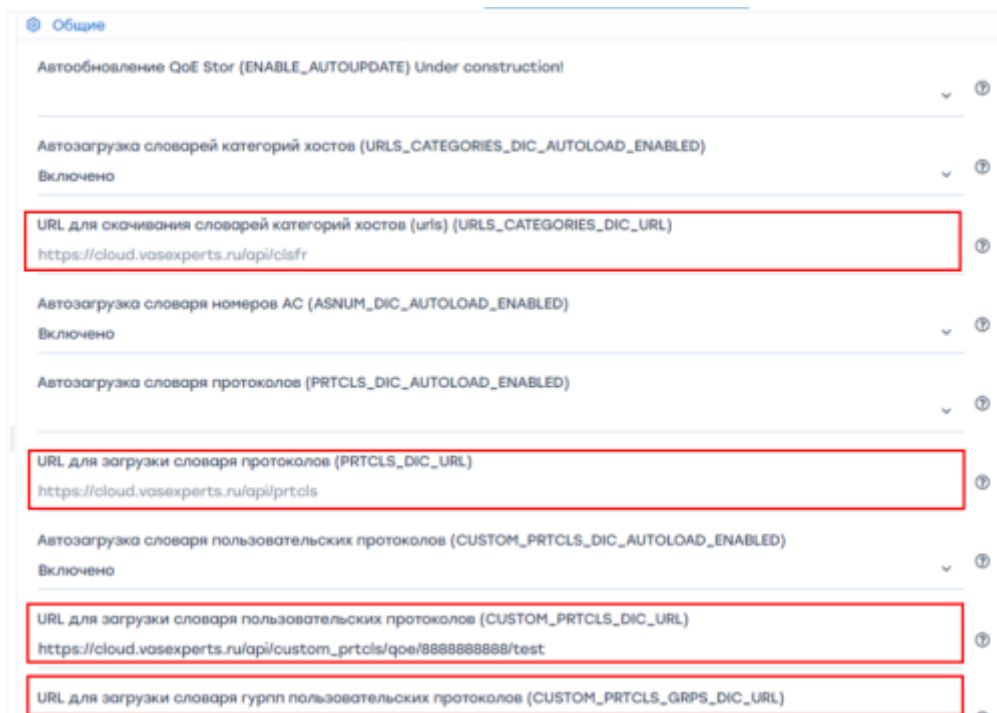 Общие
Автообновление QoE Stor (ENABLE_AUTOUPDATE) Under construction!
Автозагрузка словарей категорий хостов (URLS_CATEGORIES_DIC_AUTOLOAD_ENABLED)
Включено
URL для скачивания словарей категорий хостов (urls) (URLS_CATEGORIES_DIC_URL)
https://cloud.vasexperts.ru/api/clsfr
Автозагрузка словаря номеров АС (ASNUM_DIC_AUTOLOAD_ENABLED)
Включено
Автозагрузка словаря протоколов (PRTCLS_DIC_AUTOLOAD_ENABLED)
URL для загрузки словаря протоколов (PRTCLS_DIC_URL)
https://cloud.vasexperts.ru/api/prtcls
Автозагрузка словаря пользовательских протоколов (CUSTOM_PRTCLS_DIC_AUTOLOAD_ENABLED)
Включено
URL для загрузки словаря пользовательских протоколов (CUSTOM_PRTCLS_DIC_URL)
https://cloud.vasexperts.ru/api/custom_prtcls/qoe/8888888888/test
URL для загрузки словаря гурпп пользовательских протоколов (CUSTOM_PRTCLS_GRPS_DIC_URL)